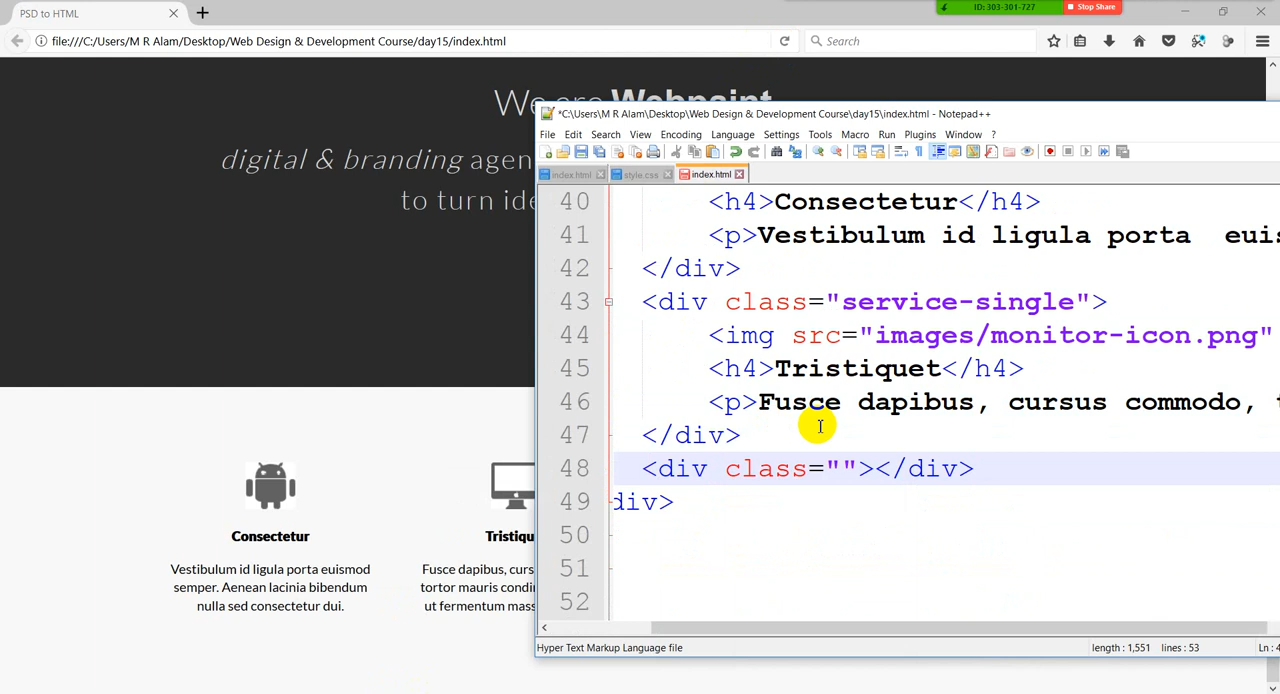 PSD to HTML
ID: 303-301-727
Stop Share
file:///C:/Users/M R Alam/Desktop/Web Design & Development Course/day15/index.html
Search
We are Webpaint
digital & branding agen
to turn ide
*C:\Users\M R Alam\Desktop\Web Design & Development Course\day15\index.html - Notepad++
File Edit Search View Encoding Language Settings Tools Macro Run Plugins Window ?
index.html style.css index.html
40 <h4>Consectetur</h4>
41 <p>Vestibulum id ligula porta  euis
42 </div>
43 <div class="service-single">
44 <img src="images/monitor-icon.png"
45 <h4>Tristiquet</h4>
46 <p>Fusce dapibus, cursus commodo, t
47 </div>
48 <div class=""></div>
49 div>
50
51
52
Hyper Text Markup Language file length : 1,551 lines : 53 Ln : 4
Consectetur
Vestibulum id ligula porta euismod
semper. Aenean lacinia bibendum
nulla sed consectetur dui.
Tristiqu
Fusce dapibus, curs
tortor mauris condi
ut fermentum mass